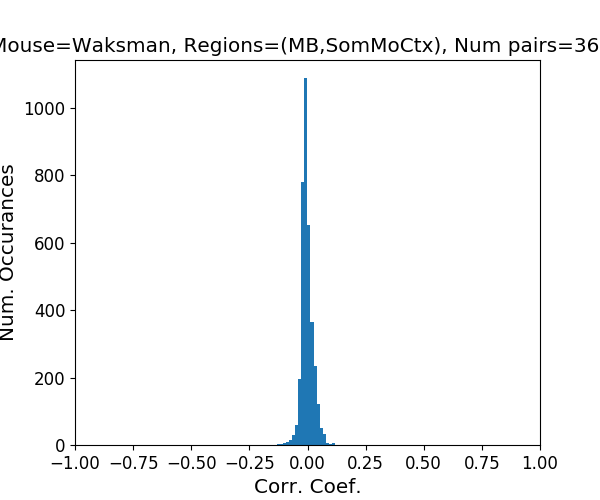 Mouse=Waksman, Regions=(MB,SomMoCtx), Num pairs=36
Num. Occurances
1000
800
600
400
200
0
−1.00 −0.75 −0.50 −0.25 0.00 0.25 0.50 0.75 1.00
Corr. Coef.